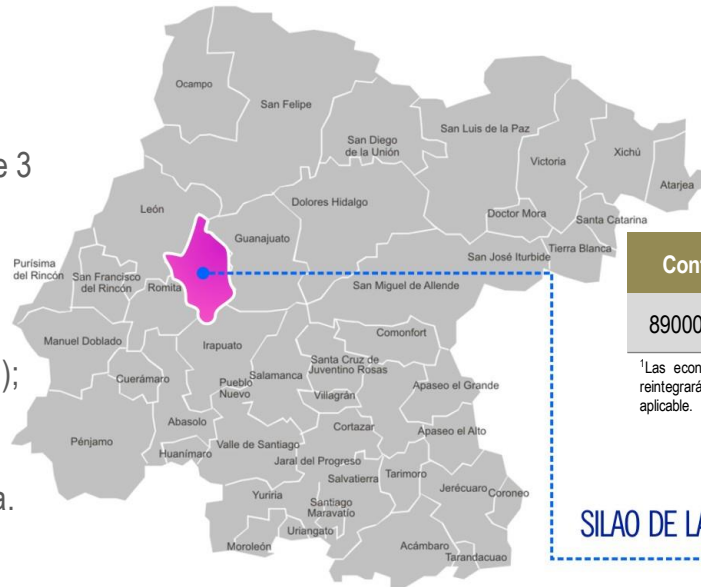 e 3
);
a.
Ocampo
San Felipe
San Diego
de la Unión
San Luis de la Paz
Victoria
Xichú
Atarjea
León
Dolores Hidalgo
Doctor Mora
Santa Catarina
Guanajuato
San José Iturbide
Tierra Blanca
Purísima
del Rincón
San Francisco
del Rincón
Romita
San Miguel de Allende
Manuel Doblado
Irapuato
Comonfort
Cuerámaro
Pueblo
Nuevo
Salamanca
Santa Cruz de
Juventino Rosas
Villagrán
Apaseo el Grande
Pénjamo
Abasolo
Huanímaro
Valle de Santiago
Cortazar
Apaseo el Alto
Jaral del Progreso
Salvatierra
Tarimoro
Jerécuaro
Coroneo
Yuriria
Santiago
Maravatío
Uriangato
Moroleón
Acámbaro
Tarandacuao
Con
89000
1Las econ
reintegrará
aplicable.
SILAO DE LA